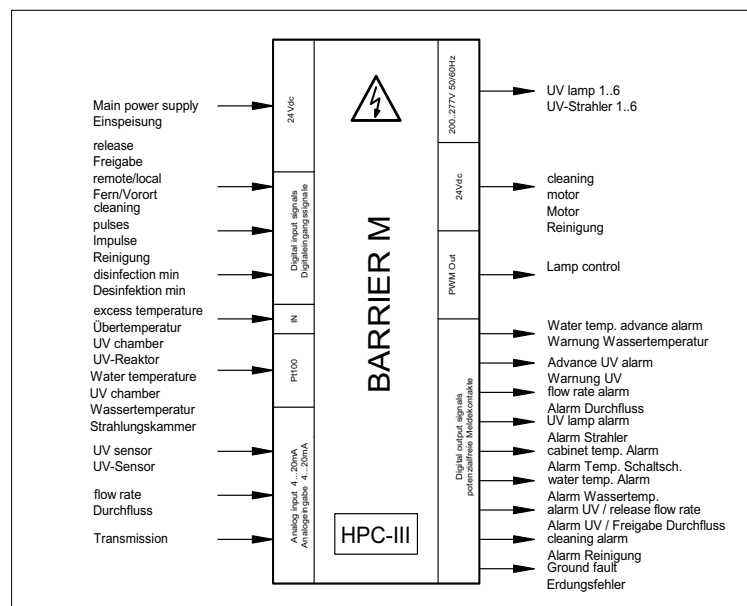 Main power supply
Einspeisung
release
Freigabe
remote/local
Fern/Vorort
cleaning
pulses
Impulse
Reinigung
disinfection min
Desinfektion min
excess temperature
Übertemperatur
UV chamber
UV-Reaktor
Water temperature
UV chamber
Wassertemperatur
Strahlungskammer
UV sensor
UV-Sensor
flow rate
Durchfluss
Transmission
24Vdc
Digital input signals
Digitaleingangssignale
IN
Pt100
Analog input 4...20mA
Analogeingabe 4...20mA
BARRIER M
HPC-III
200..277V 50/60Hz
24Vdc
PWM Out
Digital output signals
potenzialfreie Meldekontakte
UV lamp 1..6
UV-Strahler 1..6
cleaning
motor
Motor
Reinigung
Lamp control
Water temp. advance alarm
Warnung Wassertemperatur
Advance UV alarm
Warnung UV
flow rate alarm
Alarm Durchfluss
UV lamp alarm
Alarm Strahler
cabinet temp. Alarm
Alarm Temp. Schaltsch.
water temp. Alarm
Alarm Wassertemp.
alarm UV / release flow rate
Alarm UV / Freigabe Durchfluss
cleaning alarm
Alarm Reinigung
Ground fault
Erdungsfehler